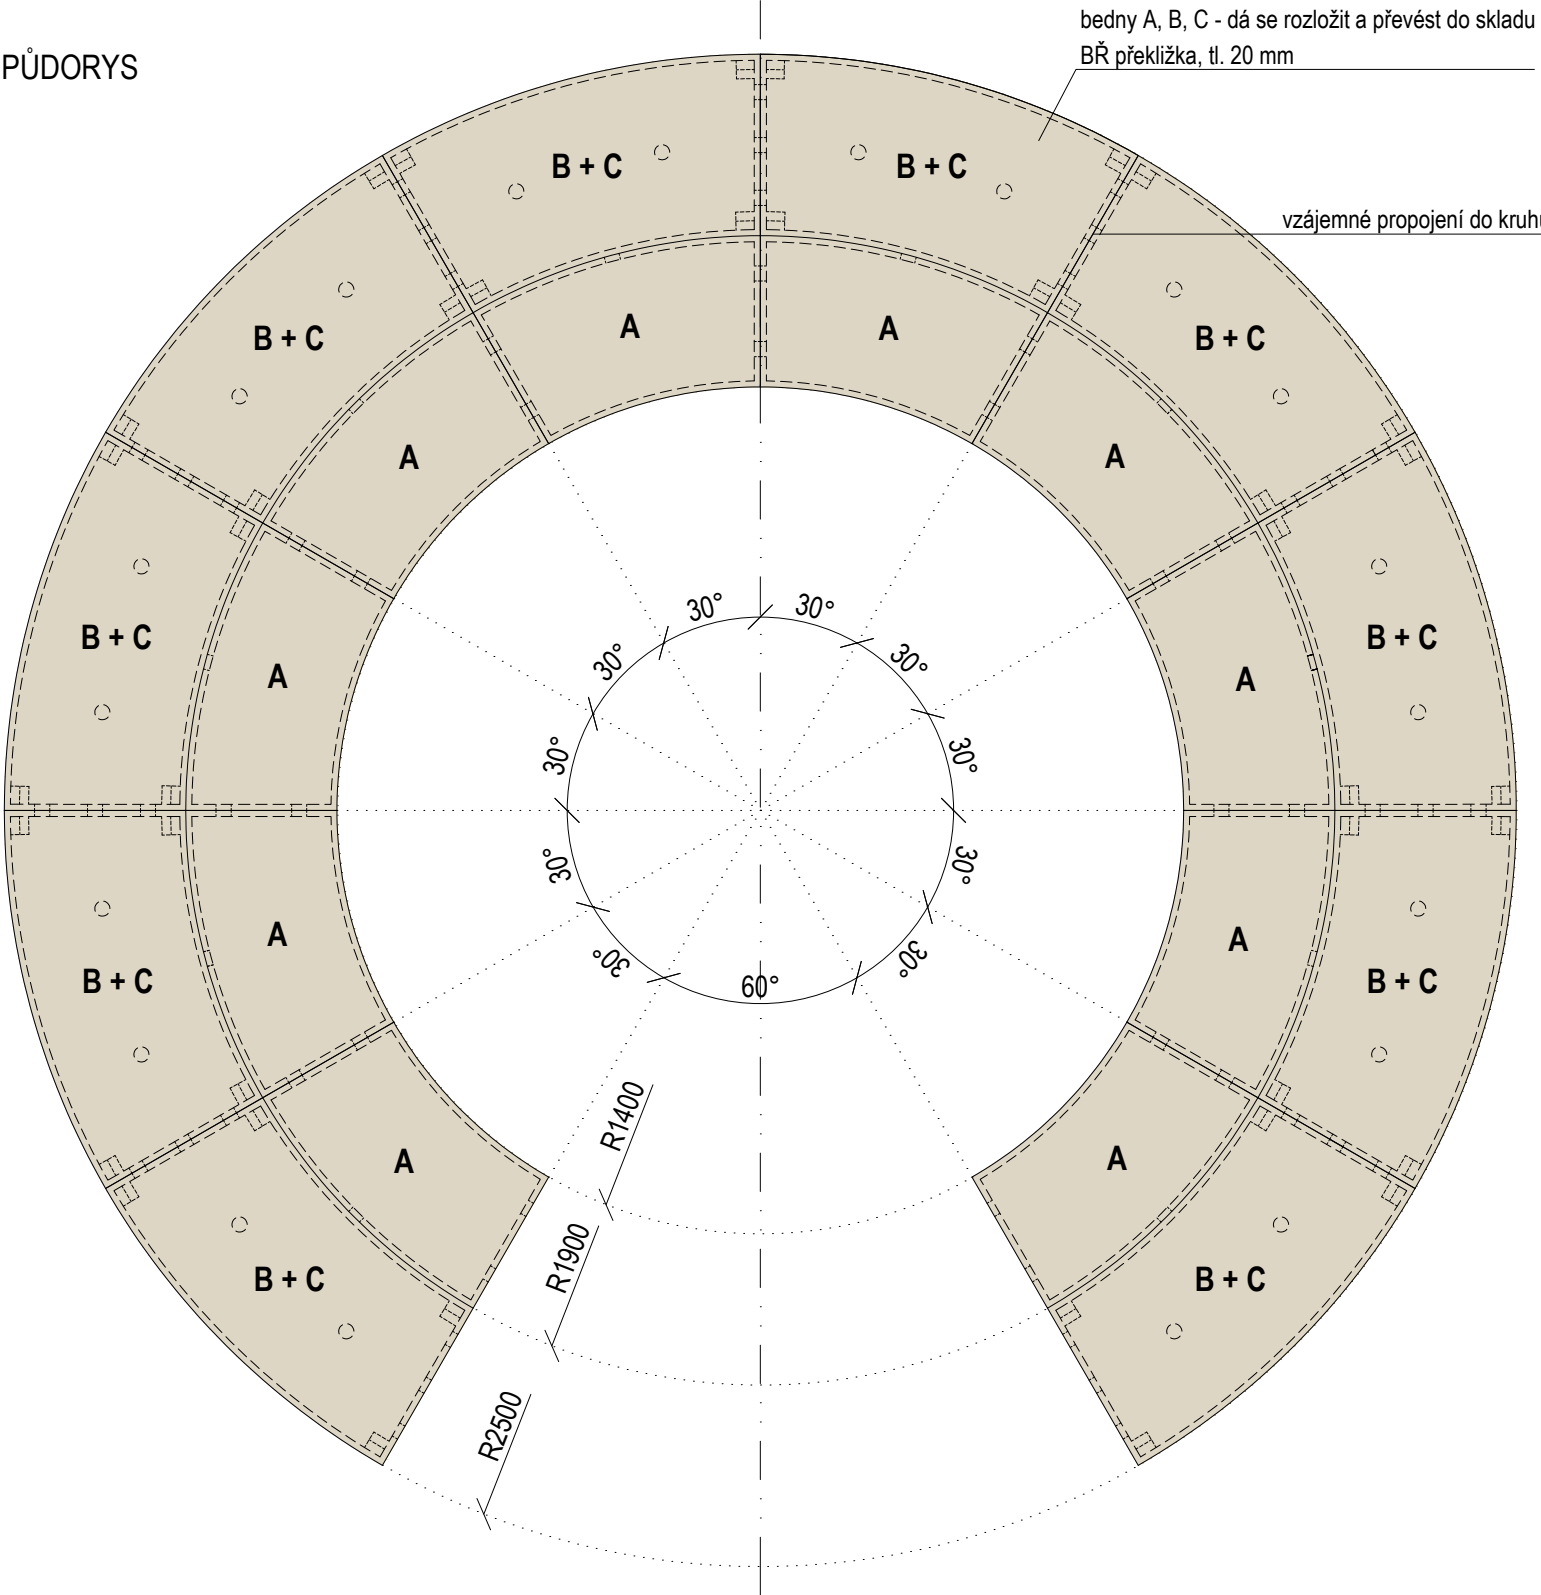 bedny A, B, C - dá se rozložit a převést do skladu
BŘ překližka, tl. 20 mm
PŮDORYS
vzájemné propojení do kruhu
B + C
B + C
B + C
B + C
A
A
A
A
B + C
B + C
A
A
30°
30°
30°
30°
30°
30°
30°
30°
30°
30°
60°
A
A
B + C
B + C
A
A
B + C
B + C
R1400
R1900
R2500